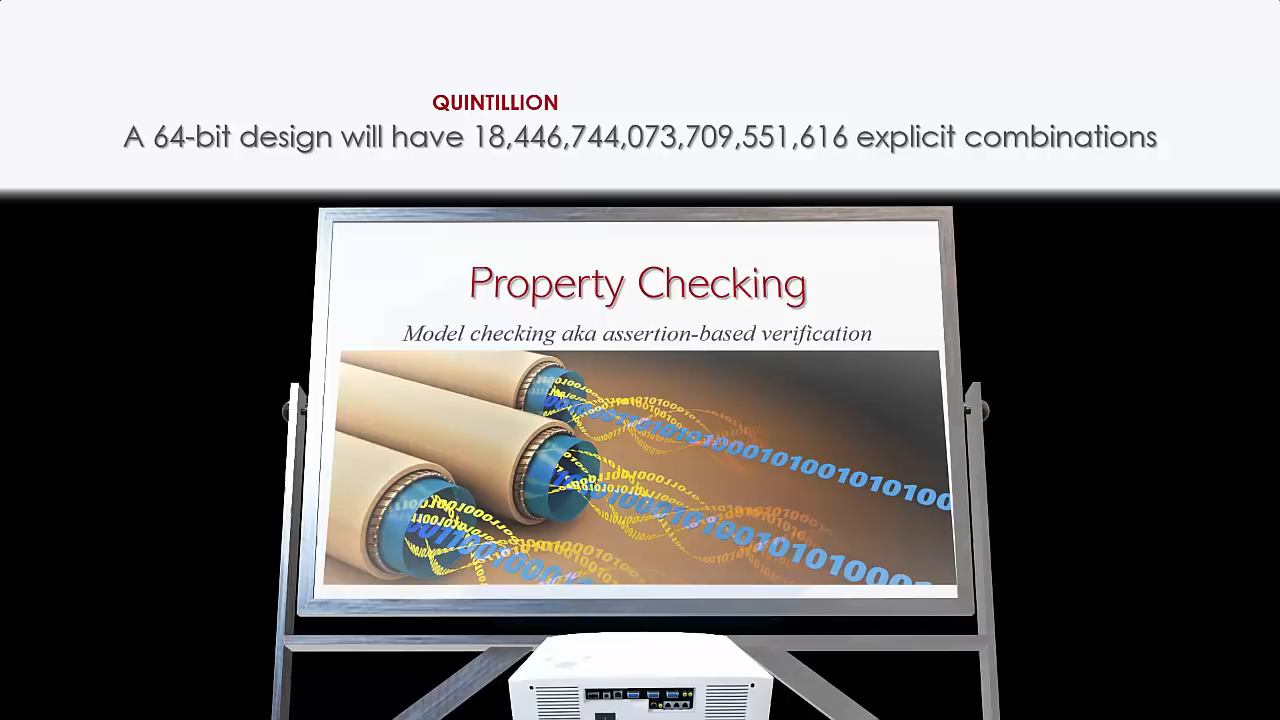 QUINTILLION
A 64-bit design will have 18,446,744,073,709,551,616 explicit combinations
Property Checking
Model checking aka assertion-based verification